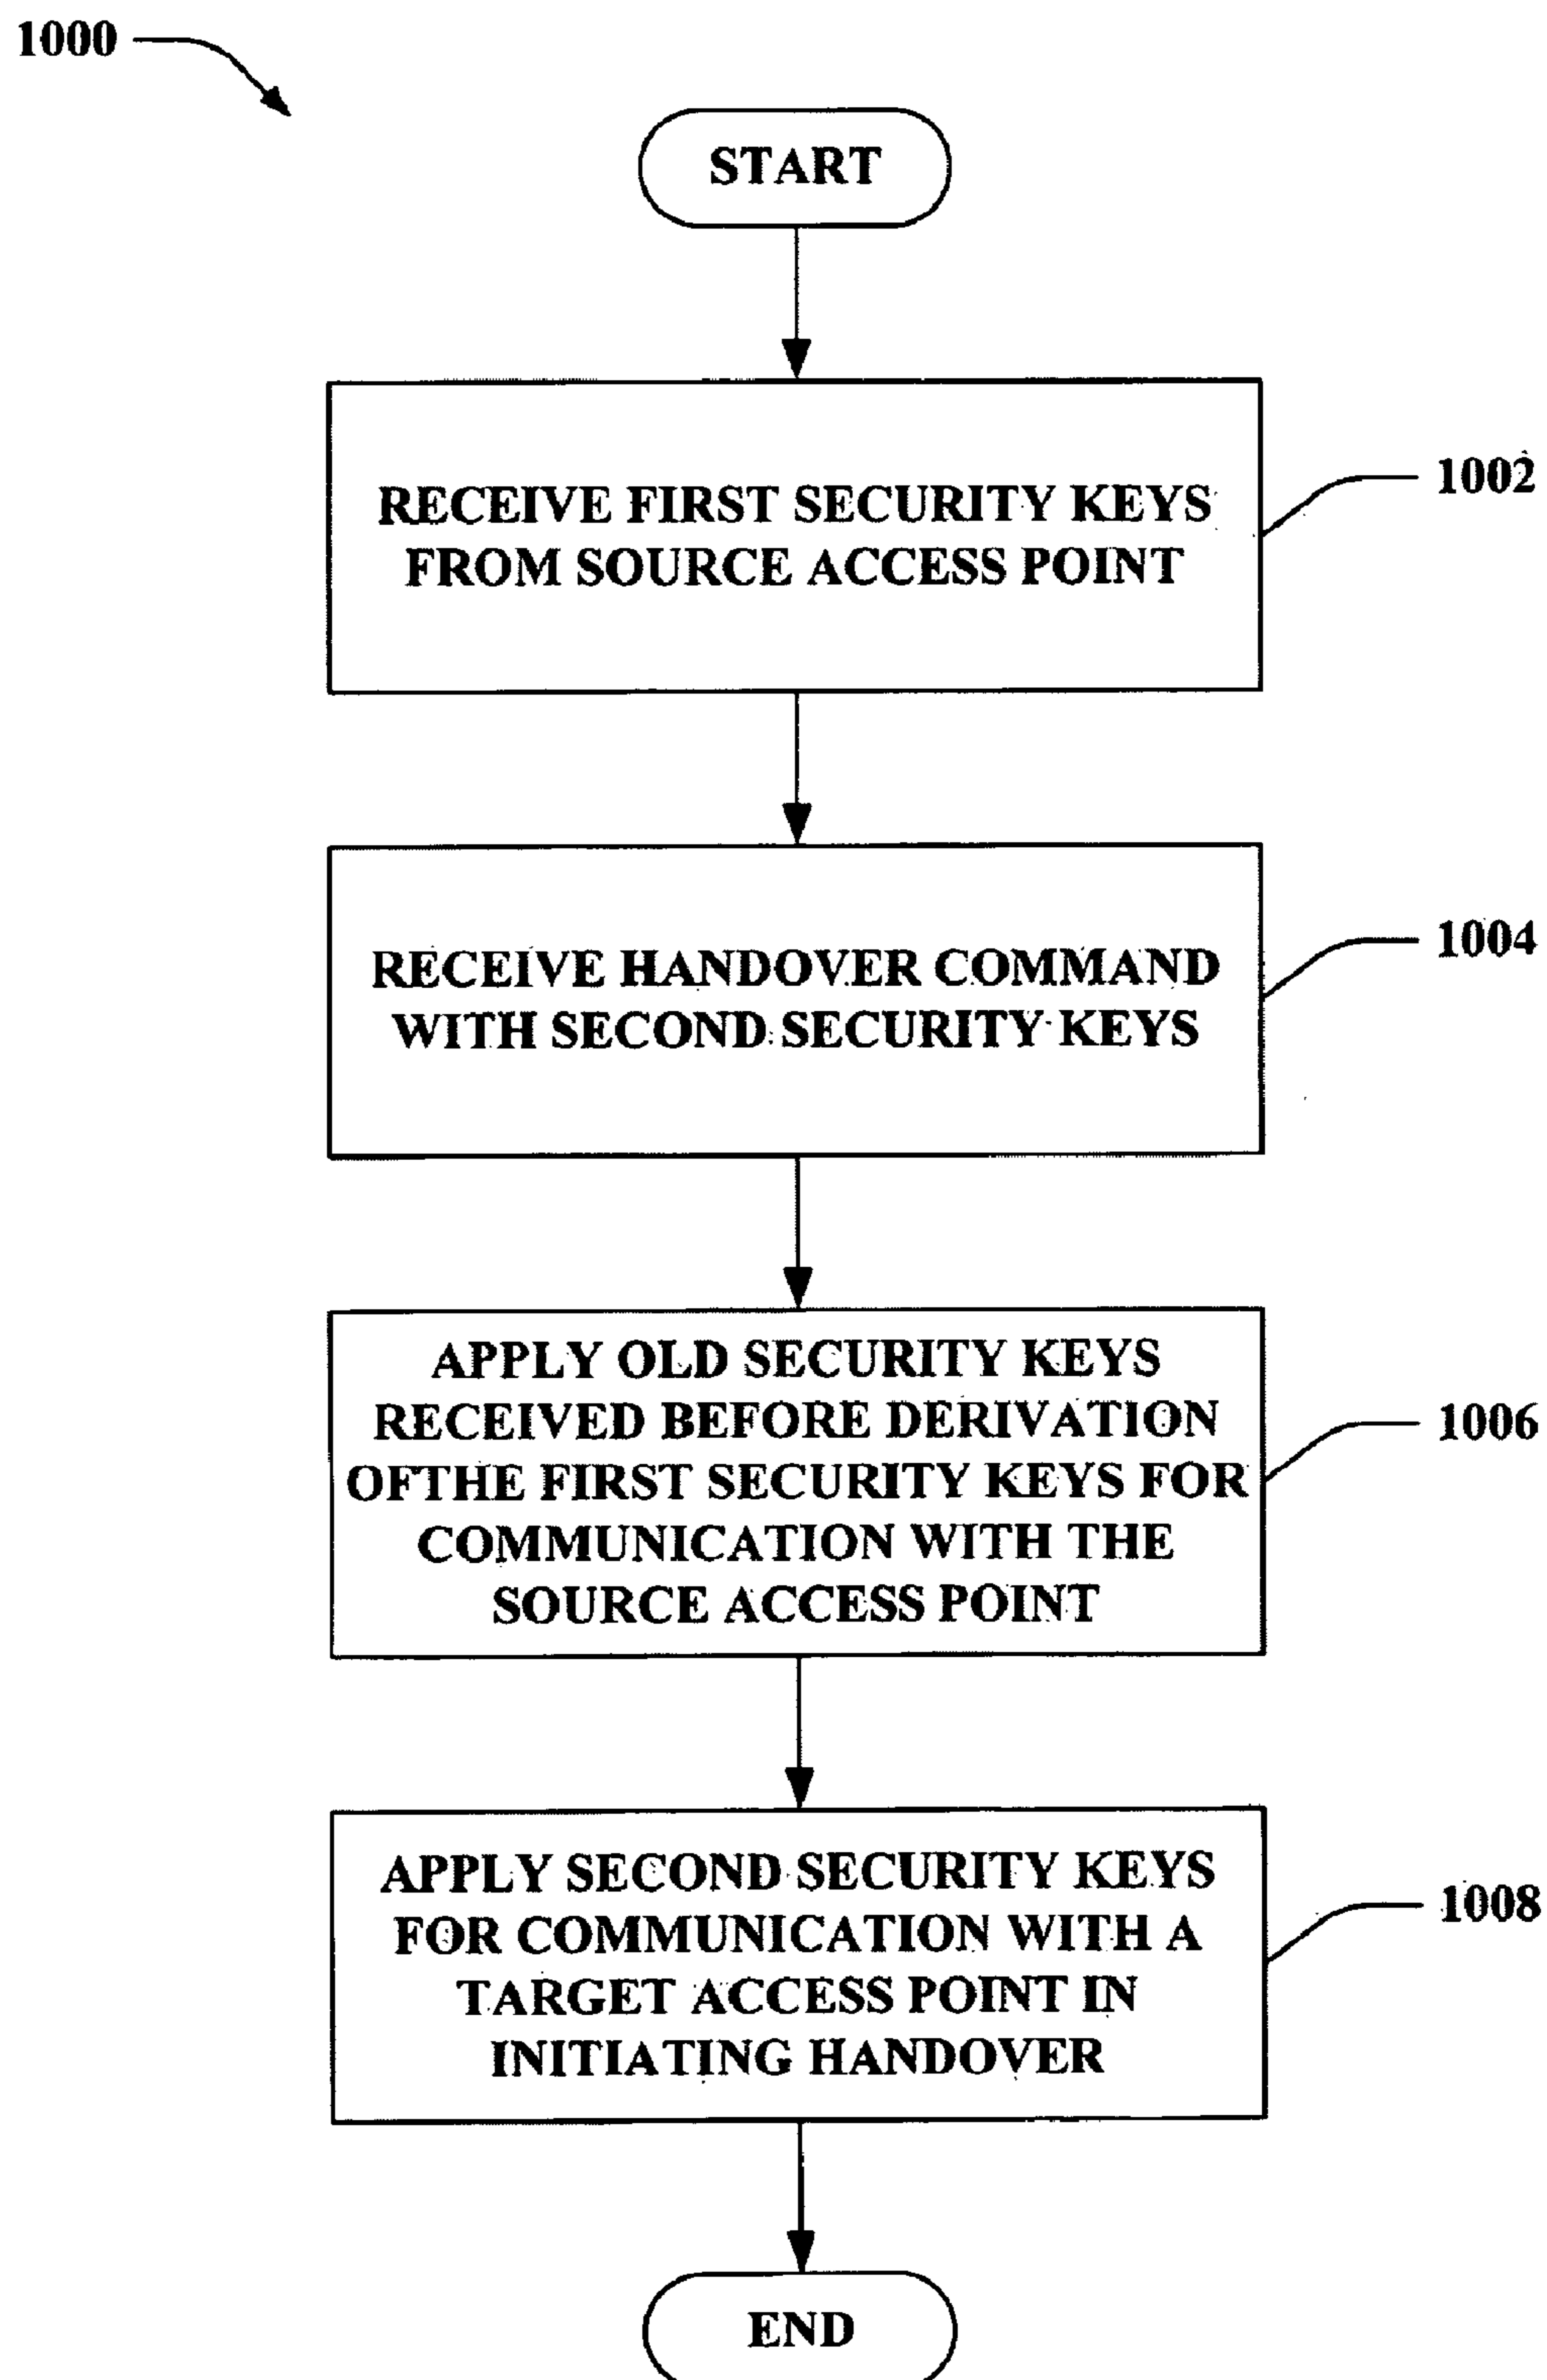 1000
START
RECEIVE FIRST SECURITY KEYS
FROM SOURCE ACCESS POINT
1002
RECEIVE HANDOVER COMMAND
WITH SECOND SECURITY KEYS
1004
APPLY OLD SECURITY KEYS
RECEIVED BEFORE DERIVATION
OFTHE FIRST SECURITY KEYS FOR
COMMUNICATION WITH THE
SOURCE ACCESS POINT
1006
APPLY SECOND SECURITY KEYS
FOR COMMUNICATION WITH A
TARGET ACCESS POINT IN
INITIATING HANDOVER
1008
END